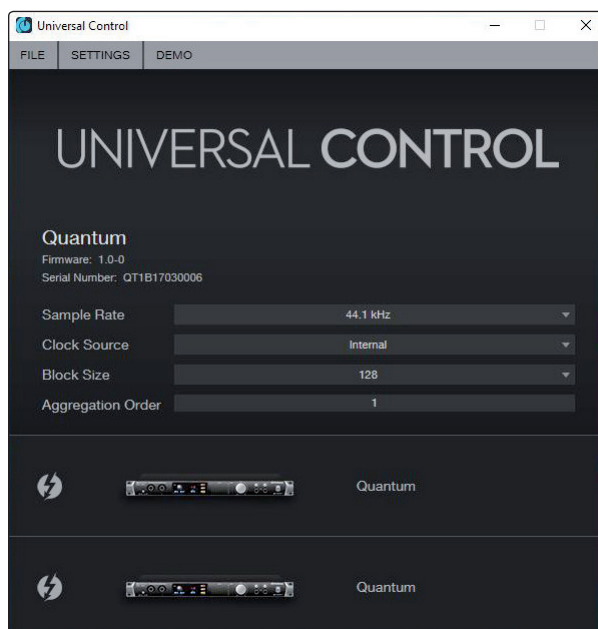 Universal Control
FILE SETTINGS DEMO
UNIVERSAL CONTROL
Quantum
Firmware: 1.0-0
Serial Number: QT1B17030006
Sample Rate 44.1 kHz
Clock Source Internal
Block Size 128
Aggregation Order 1
Quantum
Quantum